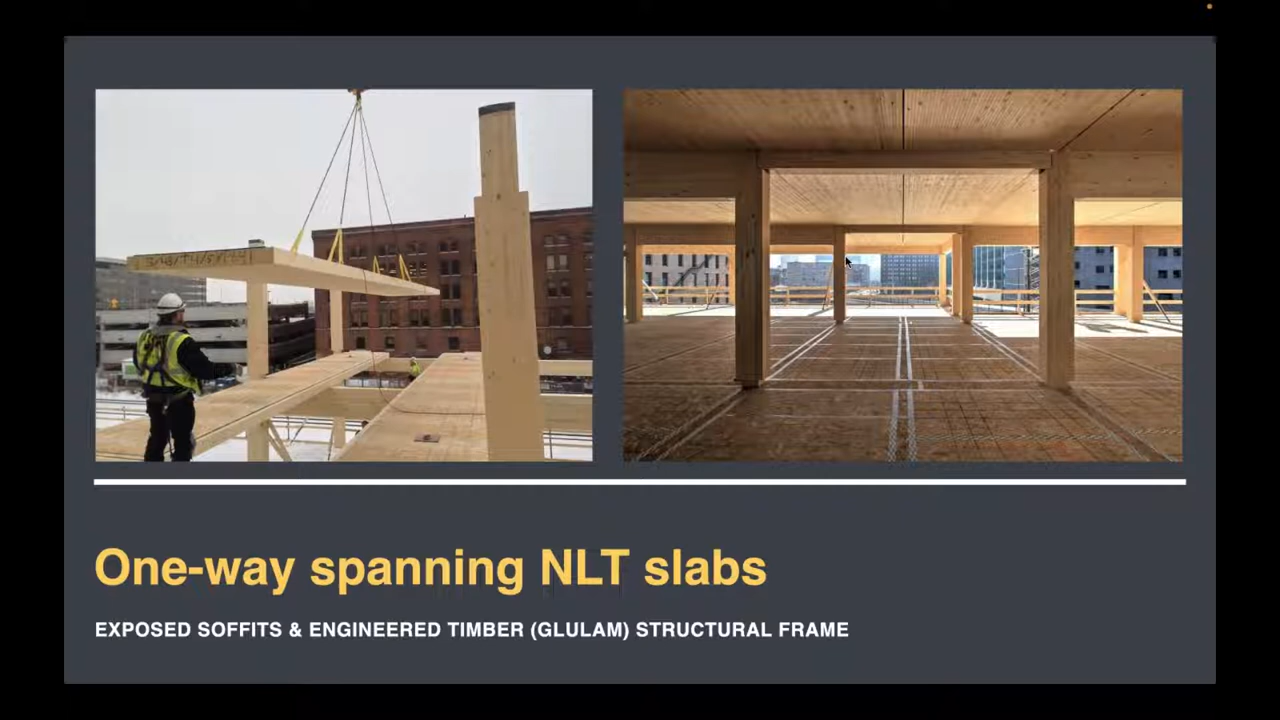 One-way spanning NLT slabs
EXPOSED SOFFITS & ENGINEERED TIMBER (GLULAM) STRUCTURAL FRAME